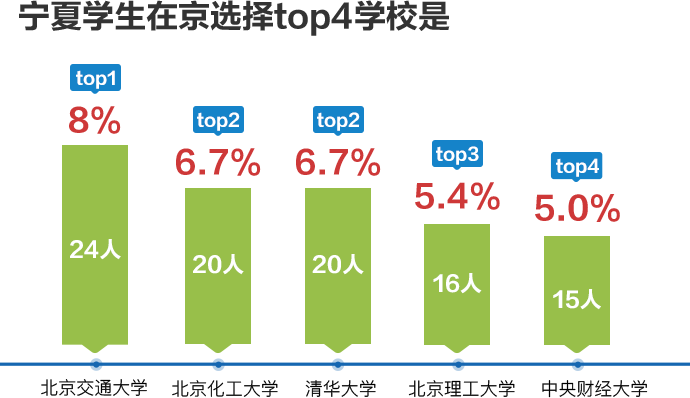 宁夏学生在京选择top4学校是
top1
8%
24人
北京交通大学
top2
6.7%
20人
北京化工大学
top2
6.7%
20人
清华大学
top3
5.4%
16人
北京理工大学
top4
5.0%
15人
中央财经大学